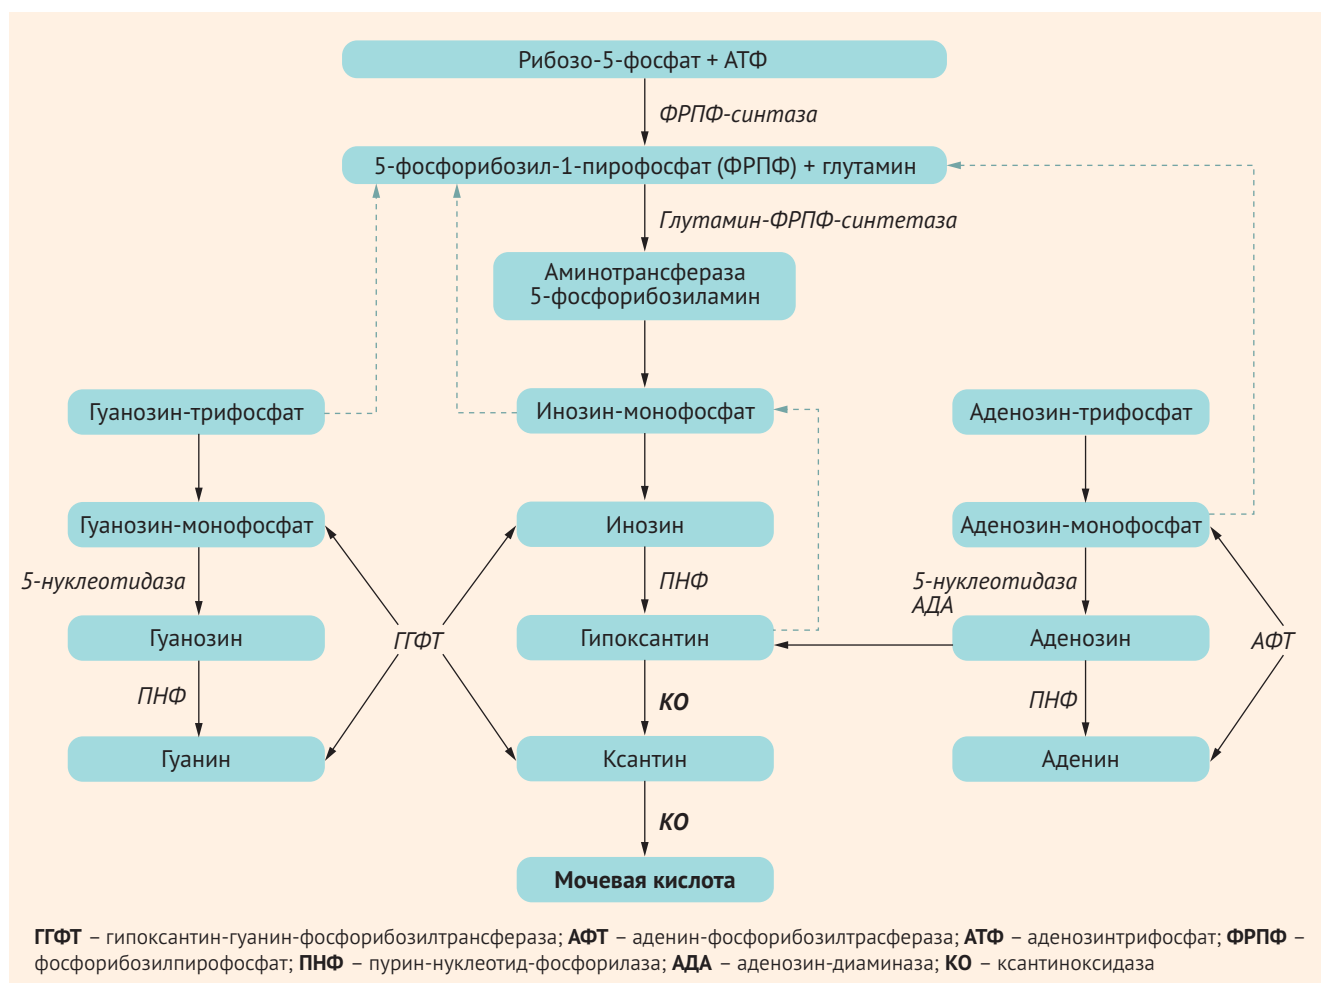 Рибозо-5-фосфат + АТФ
ФРПФ-синтаза
5-фосфорибозил-1-пирофосфат (ФРПФ) + глутамин
Глутамин-ФРПФ-синтетаза
Аминотрансфераза
5-фосфорибозиламин
Гуанозин-трифосфат
Инозин-монофосфат
Аденозин-трифосфат
Гуанозин-монофосфат
Инозин
Аденозин-монофосфат
5-нуклеотидаза
ПНФ
5-нуклеотидаза
АДА
Гуанозин
ГГФТ
Гипоксантин
Аденозин
АФТ
ПНФ
КО
ПНФ
Гуанин
Ксантин
Аденин
КО
Мочевая кислота
ГГФТ – гипоксантин-гуанин-фосфорибозилтрансфераза; АФТ – аденин-фосфорибозилтрасфераза; АТФ – аденозинтрифосфат; ФРПФ –
фосфорибозилпирофосфат; ПНФ – пурин-нуклеотид-фосфорилаза; АДА – аденозин-диаминаза; КО – ксантиноксидаза